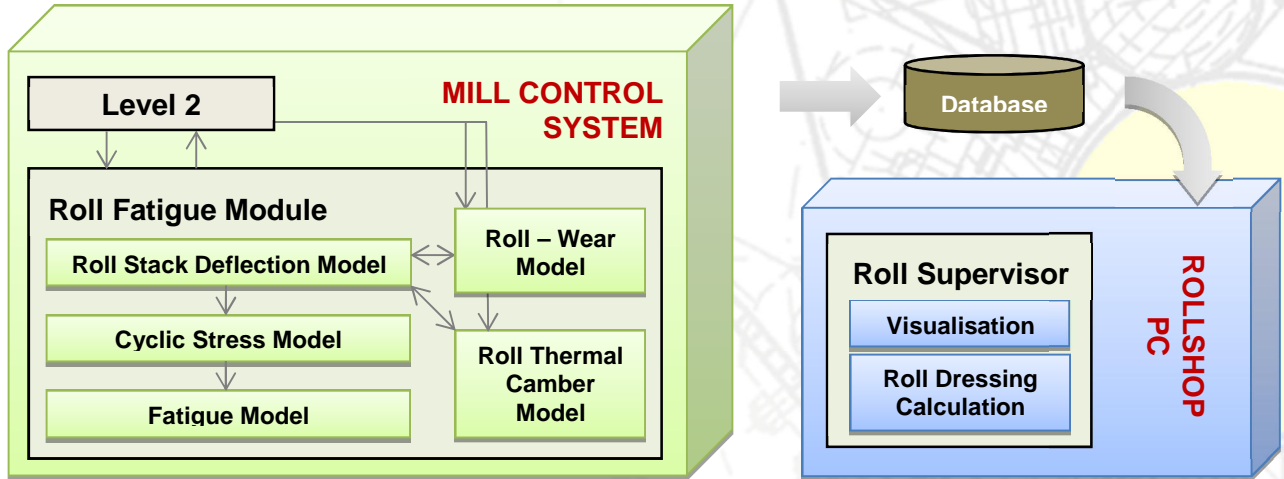 Level 2
MILL CONTROL
SYSTEM
Roll Fatigue Module
Roll Stack Deflection Model
Cyclic Stress Model
Fatigue Model
Roll – Wear
Model
Roll Thermal
Camber
Model
Database
Roll Supervisor
Visualisation
Roll Dressing
Calculation
ROLLSHOP
PC